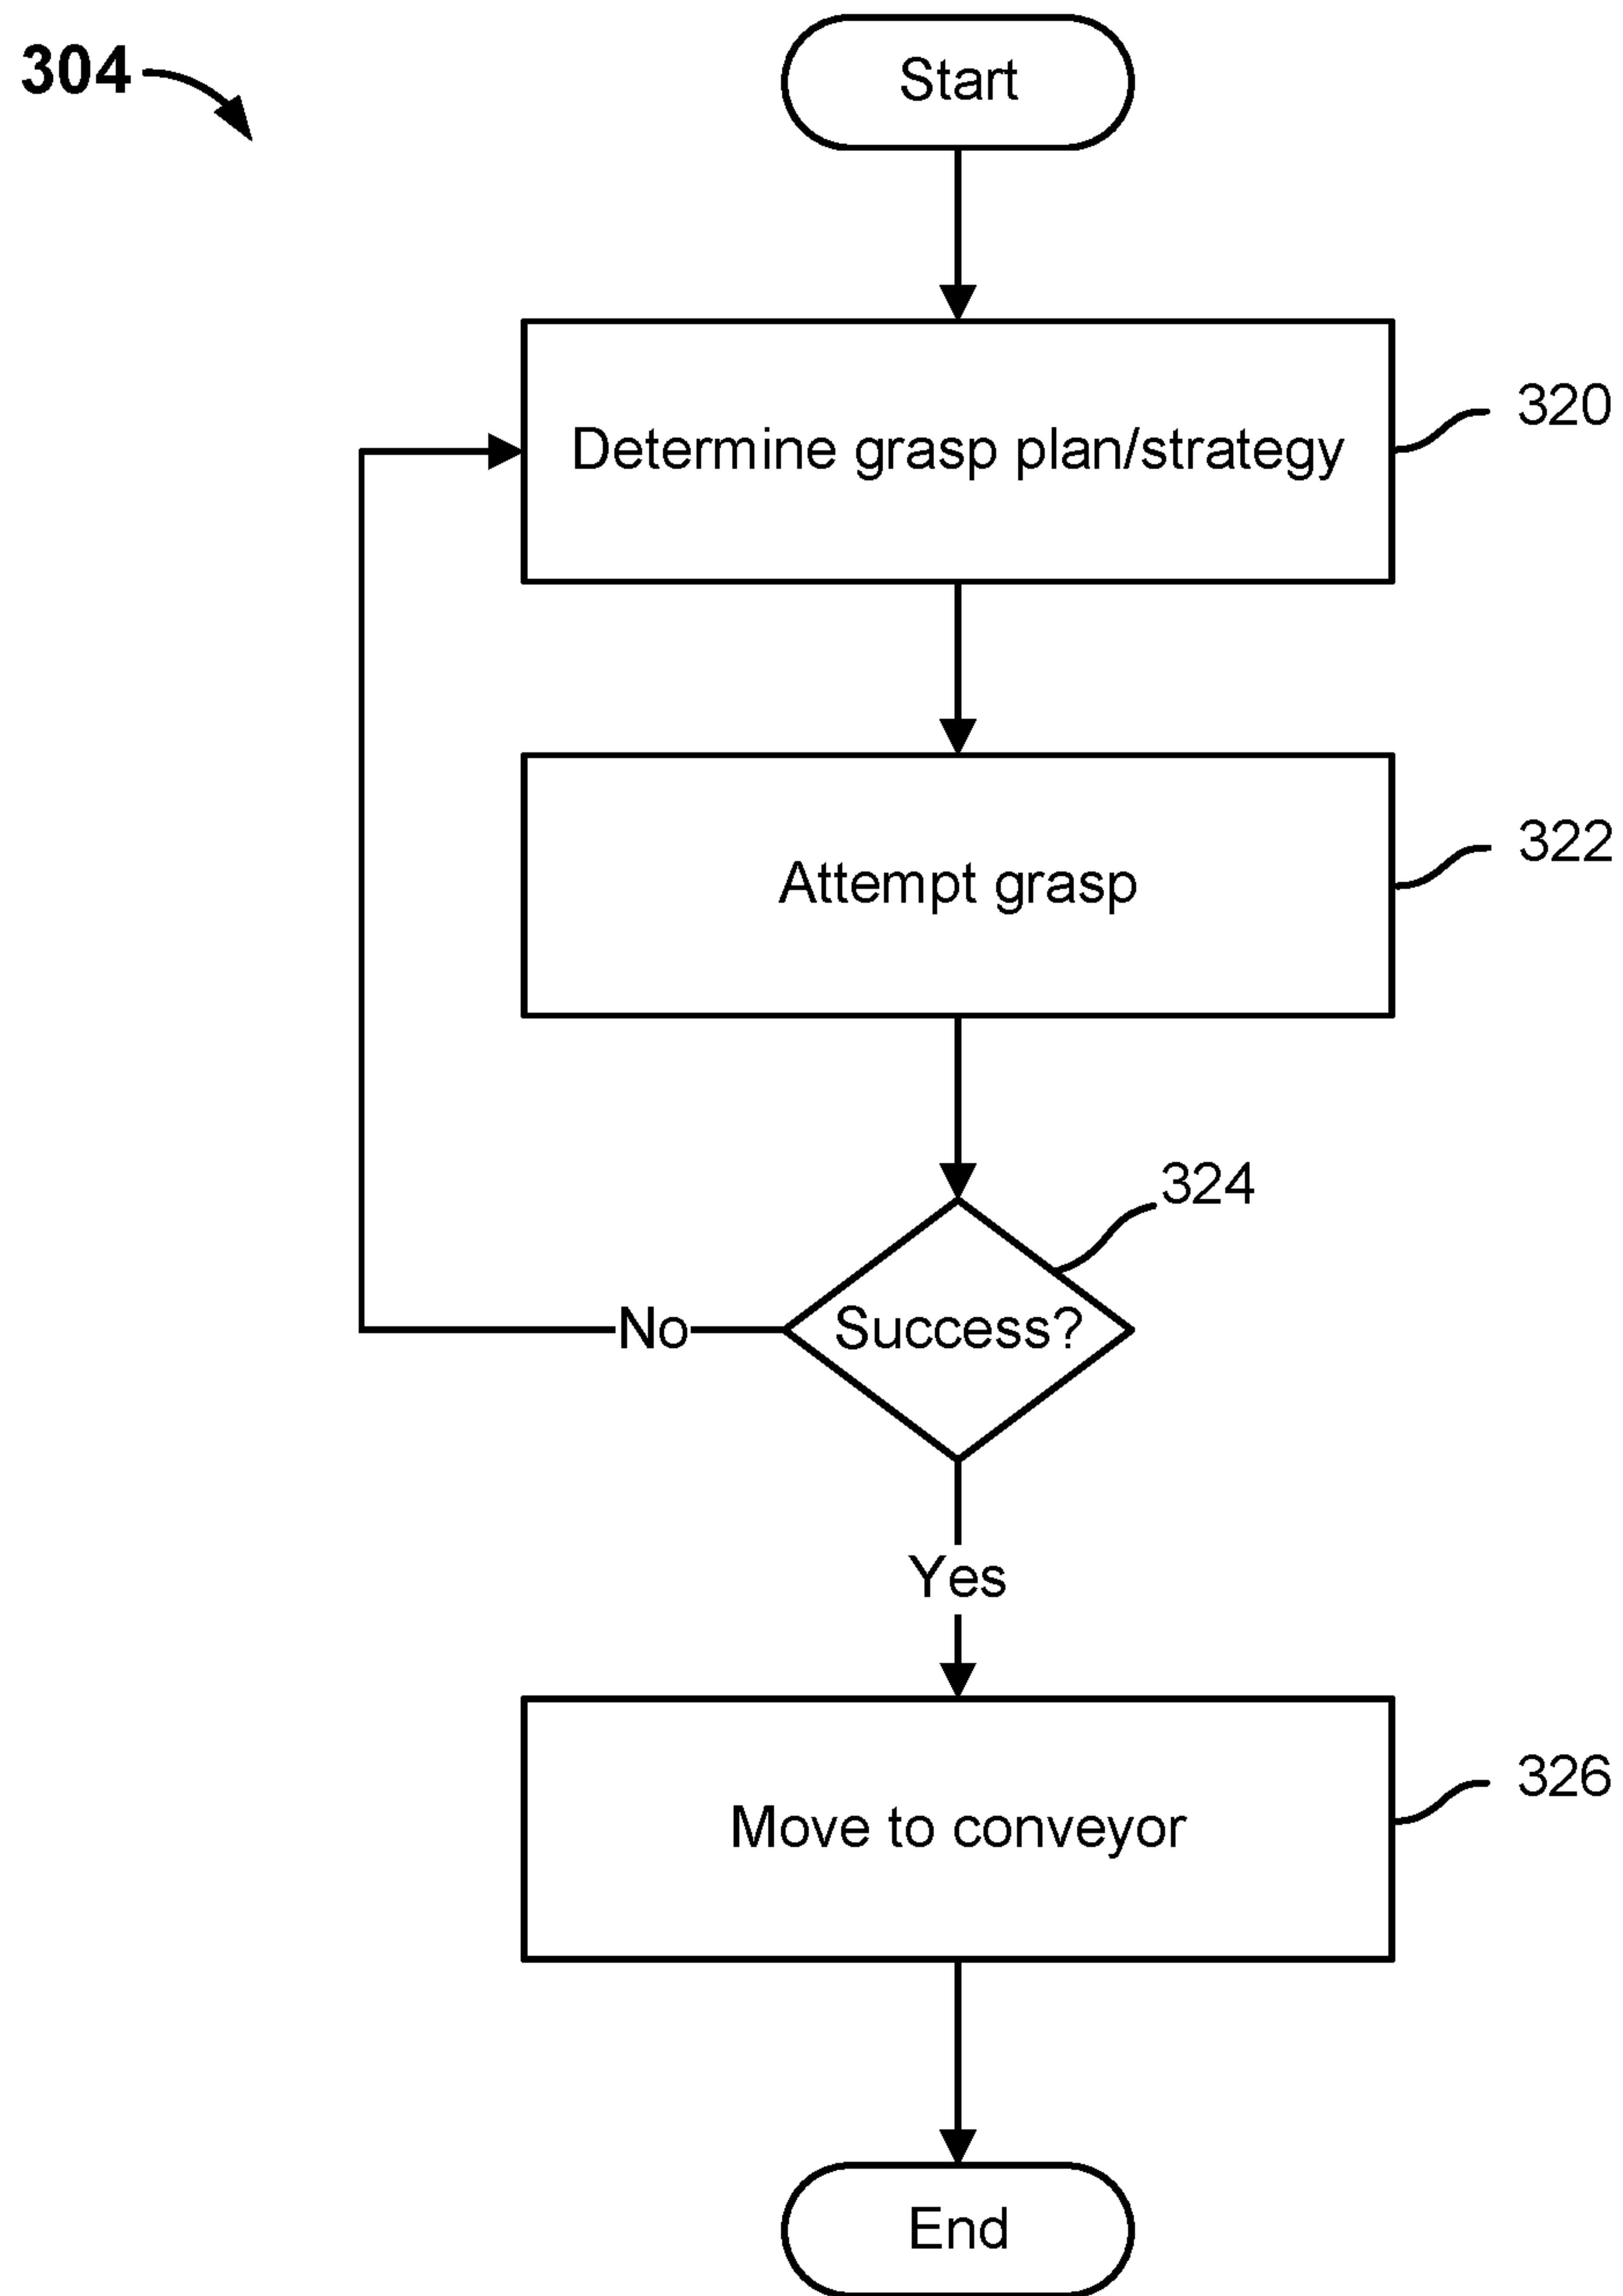 304
Start
Determine grasp plan/strategy
320
Attempt grasp
322
324
Success?
No
Yes
Move to conveyor
326
End